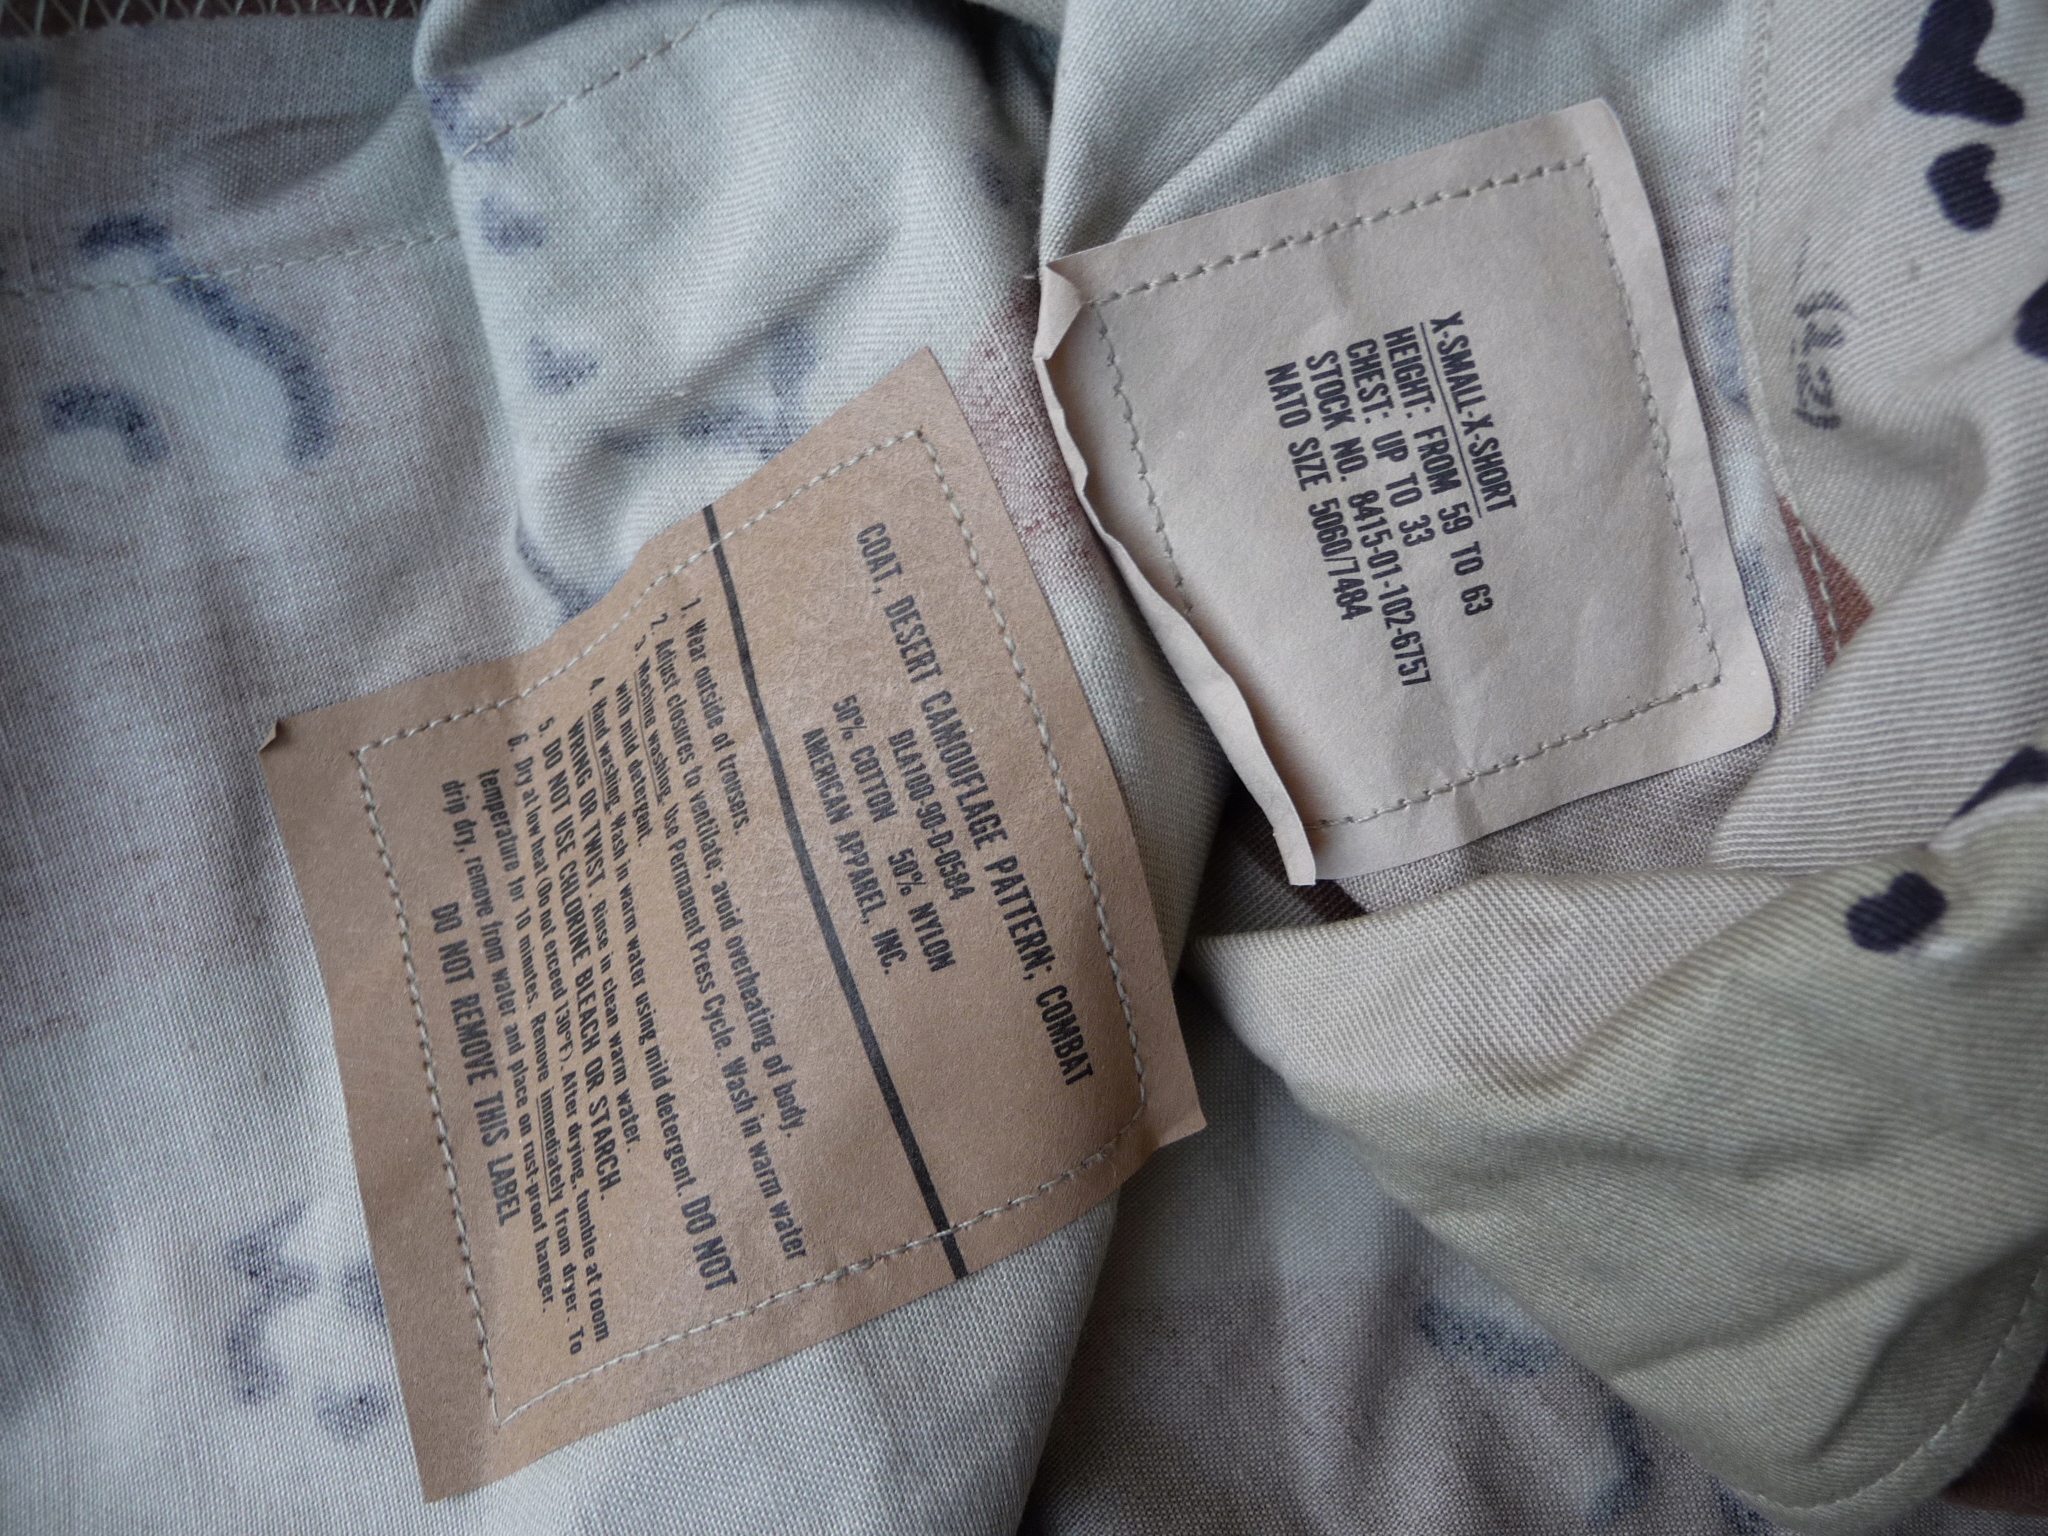 X-SMALL-X-SHORT
HEIGHT: FROM 59 TO 63
CHEST: UP TO 33
STOCK NO. 8415-01-102-6757
NATO SIZE 5060/7484
COAT, DESERT CAMOUFLAGE PATTERN; COMBAT
DLA100-90-D-0584
50% COTTON 50% NYLON
AMERICAN APPAREL, INC.
1. Wear outside of trousers.
2. Adjust closures to ventilate; avoid overheating of body.
3. Machine washing. Use Permanent Press Cycle. Wash in warm water
with mild detergent.
4. Hand washing. Wash in warm water using mild detergent. DO NOT
WRING OR TWIST. Rinse in clean warm water.
5. DO NOT USE CHLORINE BLEACH OR STARCH.
6. Dry at low heat (Do not exceed 130°F). After drying, tumble at room
temperature for 10 minutes. Remove immediately from dryer. To
drip dry, remove from water and place on rust-proof hanger.
DO NOT REMOVE THIS LABEL